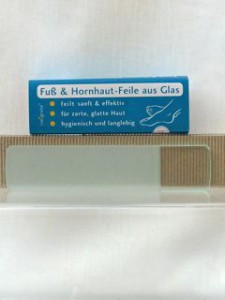 Fuß & Hornhaut-Feile aus Glas
feilt sanft & effektiv
für zarte, glatte Haut
hygienisch und langlebig